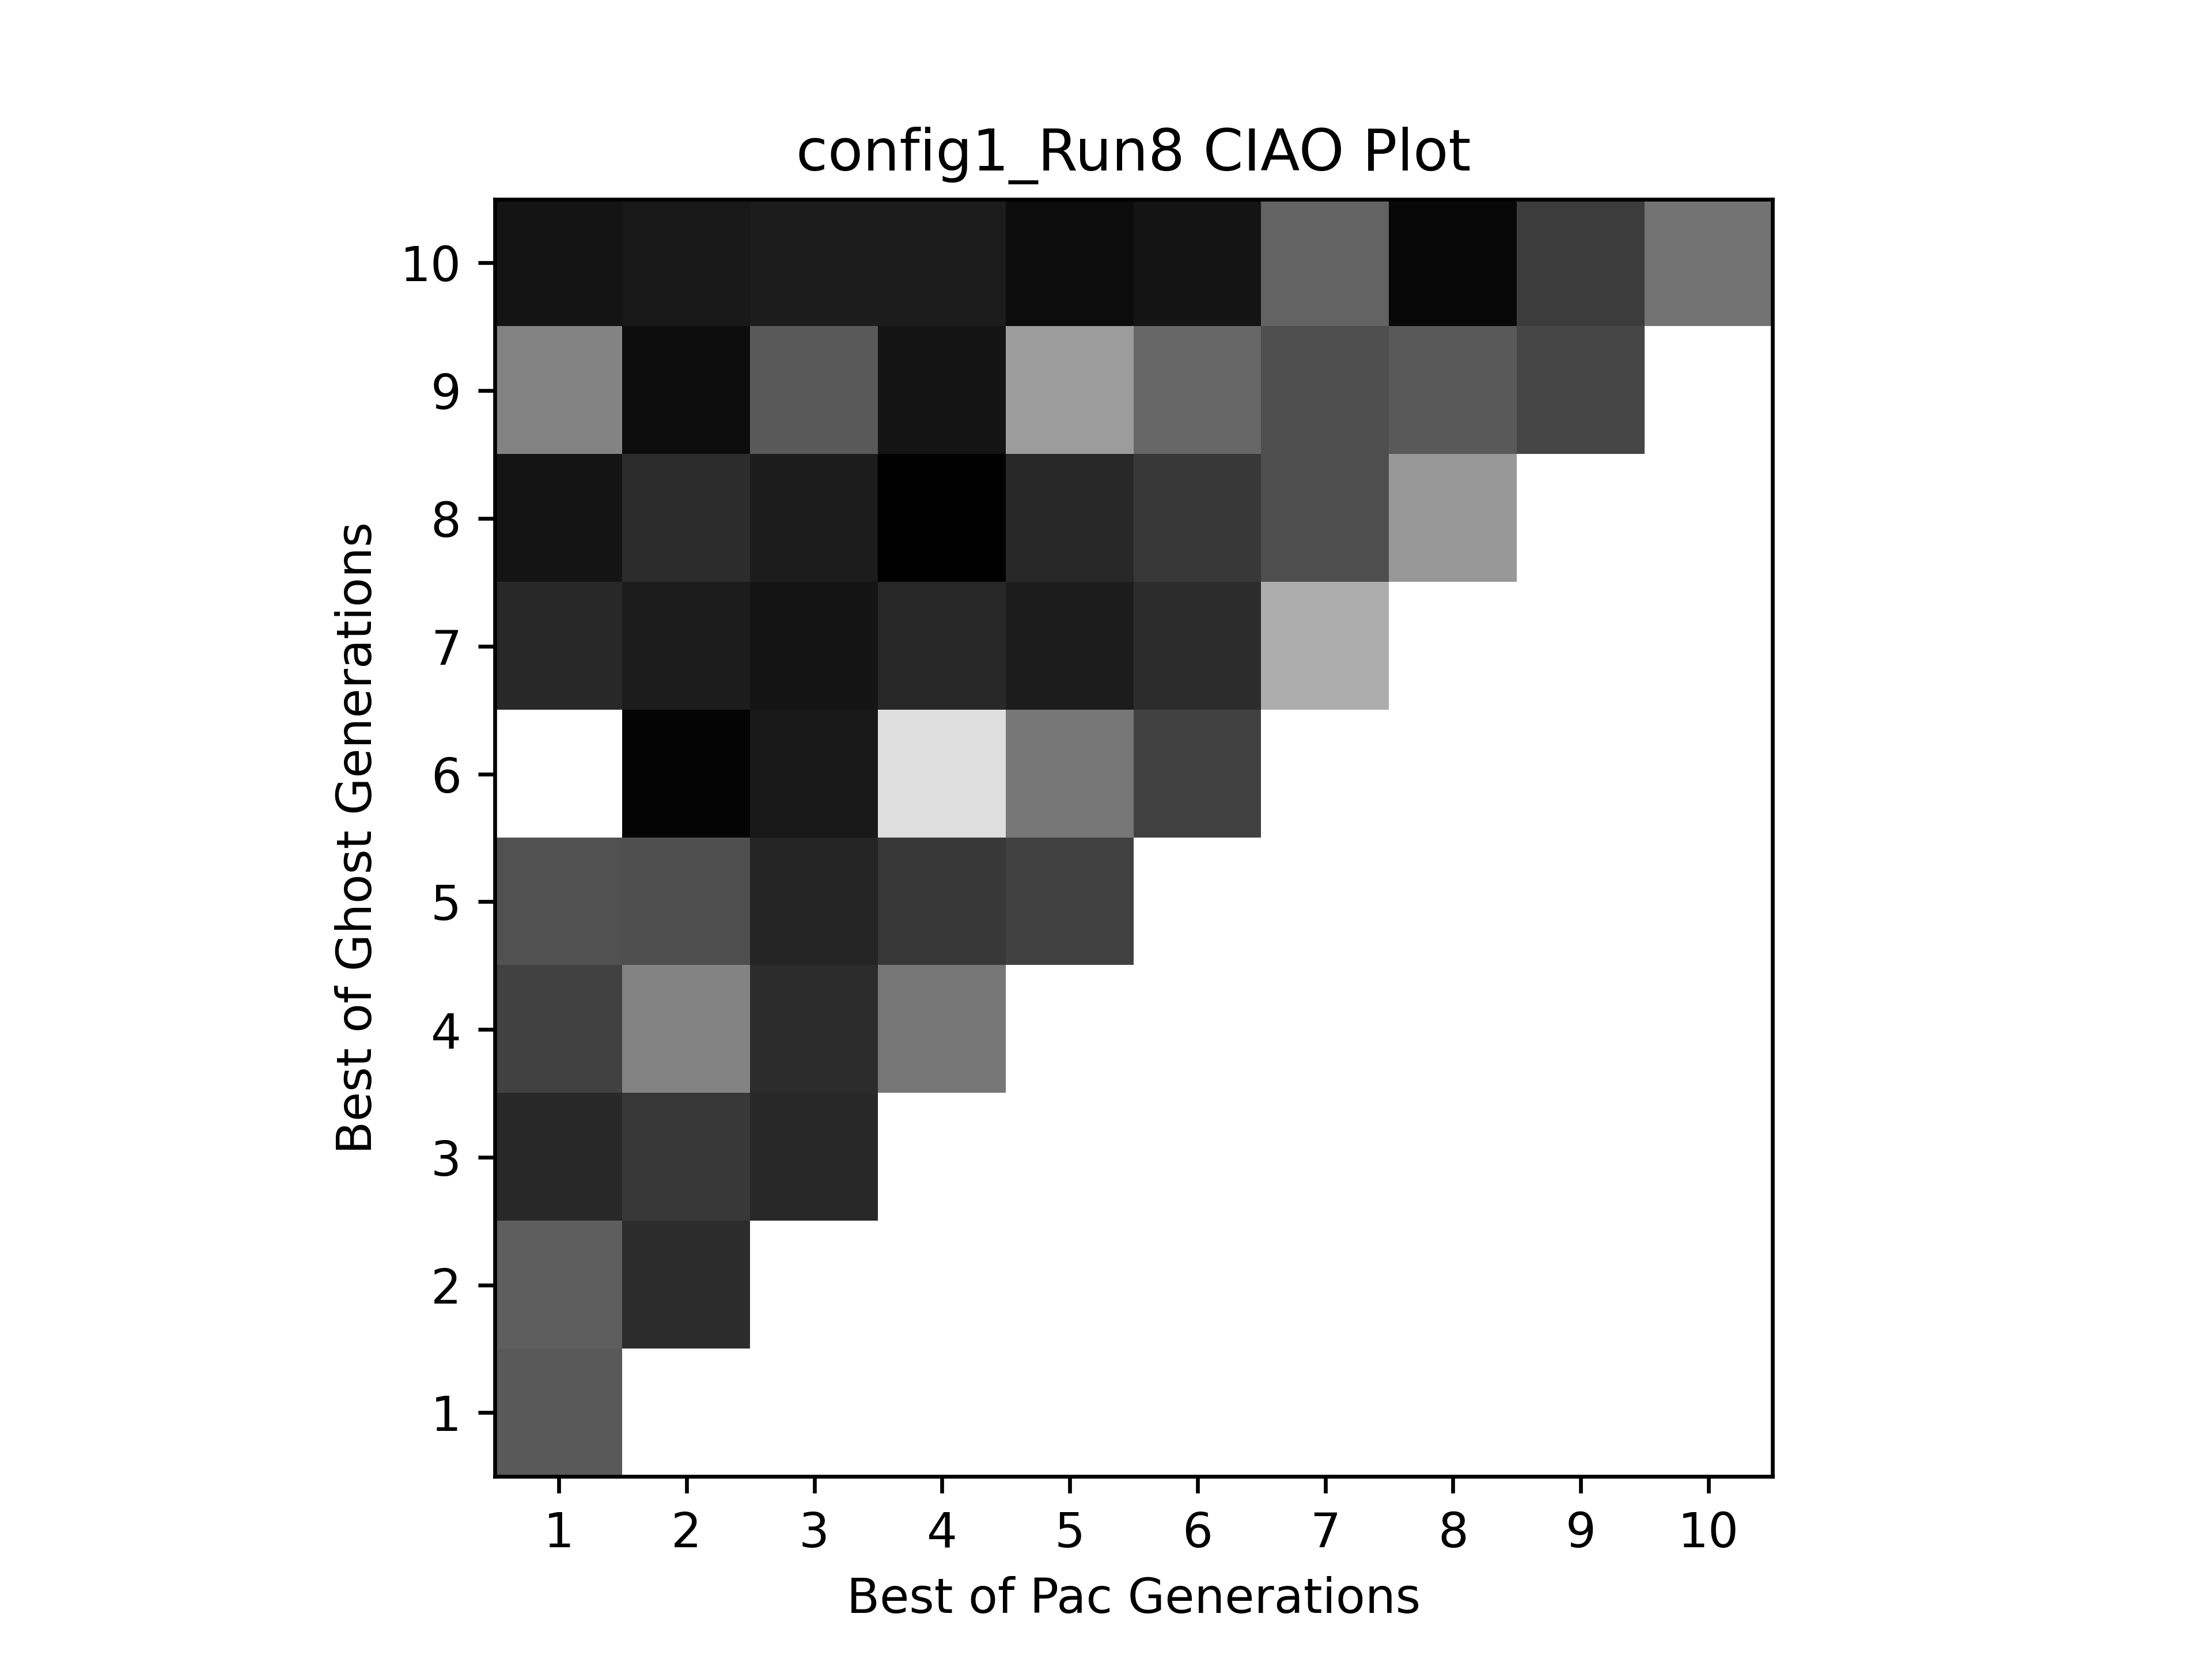 config1_Run8 CIAO Plot
Best of Ghost Generations
10
9
8
7
6
5
4
3
2
1
1 2 3 4 5 6 7 8 9 10
Best of Pac Generations